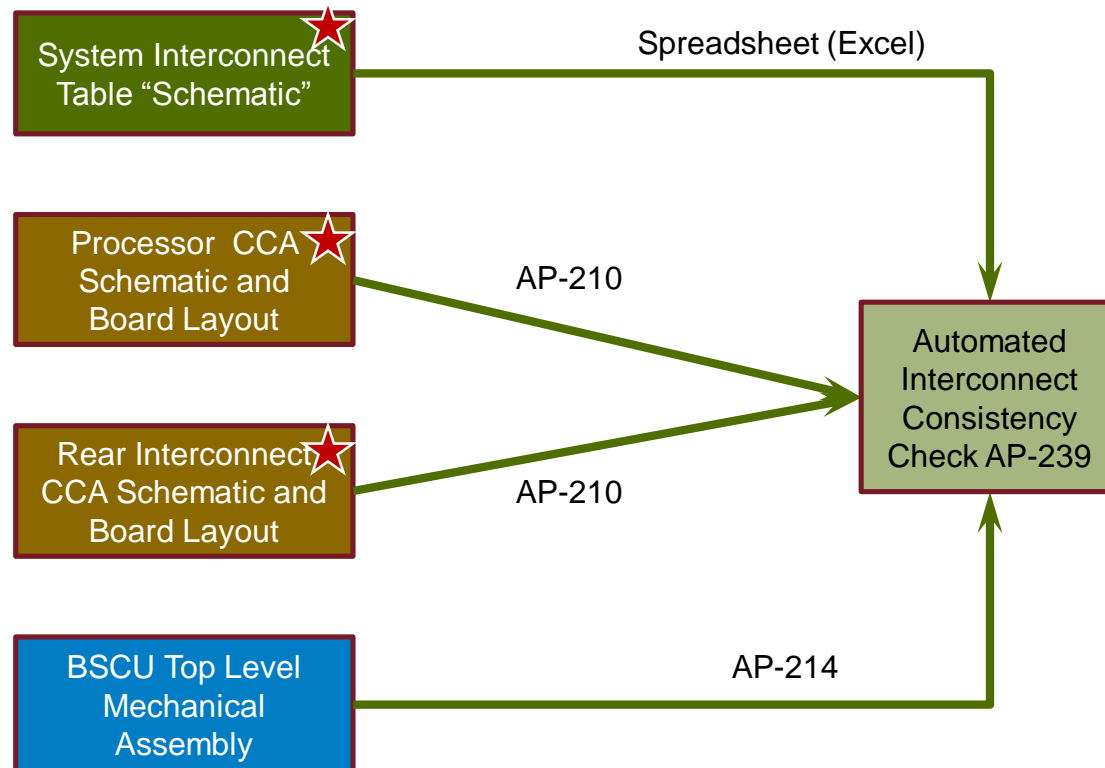 System Interconnect
Table “Schematic”
Spreadsheet (Excel)
Processor CCA
Schematic and
Board Layout
AP-210
Automated
Interconnect
Consistency
Check AP-239
Rear Interconnect
CCA Schematic and
Board Layout
AP-210
BSCU Top Level
Mechanical
Assembly
AP-214